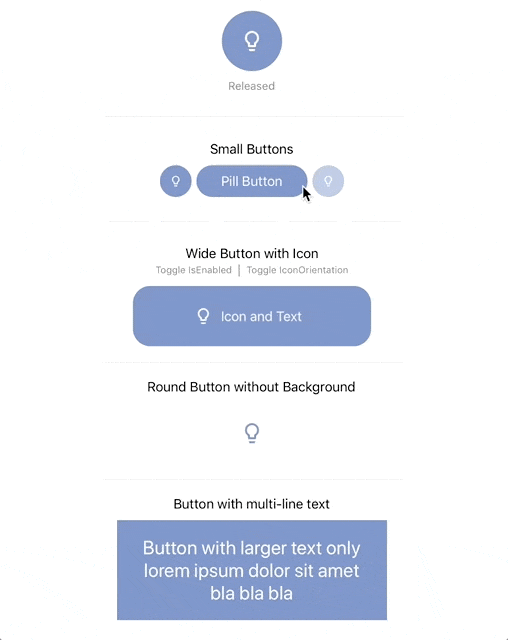 Released
Small Buttons
Pill Button
Wide Button with Icon
Toggle IsEnabled | Toggle IconOrientation
Icon and Text
Round Button without Background
Button with multi-line text
Button with larger text only
lorem ipsum dolor sit amet
bla bla bla